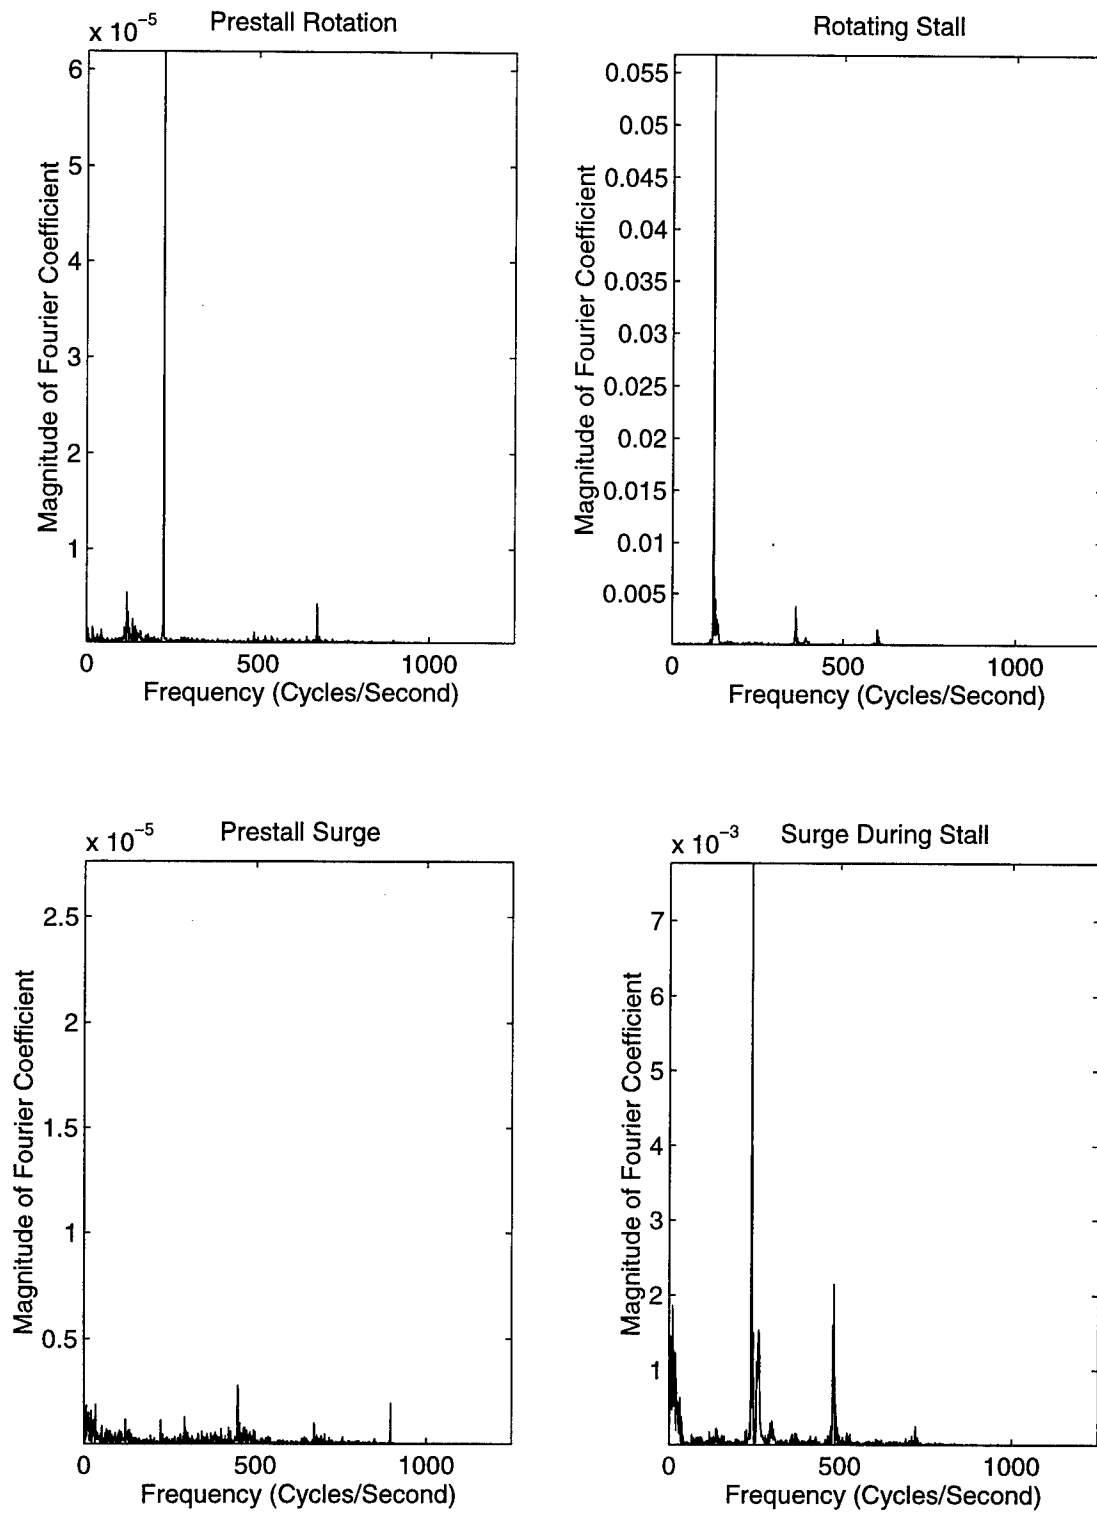 Prestall Rotation
x 10⁻⁵
6
5
4
3
2
1
0
500
1000
Magnitude of Fourier Coefficient
Frequency (Cycles/Second)
Rotating Stall
0.055
0.05
0.045
0.04
0.035
0.03
0.025
0.02
0.015
0.01
0.005
0
500
1000
Magnitude of Fourier Coefficient
Frequency (Cycles/Second)
Prestall Surge
x 10⁻⁵
2.5
2
1.5
1
0.5
0
500
1000
Magnitude of Fourier Coefficient
Frequency (Cycles/Second)
Surge During Stall
x 10⁻³
7
6
5
4
3
2
1
0
500
1000
Magnitude of Fourier Coefficient
Frequency (Cycles/Second)